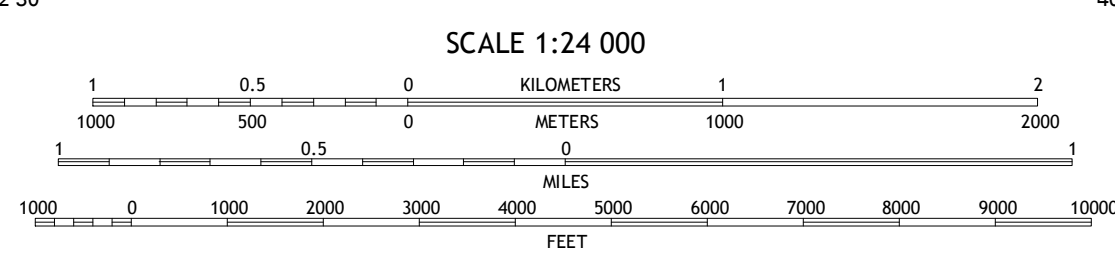 SCALE 1:24 000
1 0.5 0 KILOMETERS 1 2
1000 500 0 METERS 1000 2000
1 0.5 0 1
MILES
1000 0 1000 2000 3000 4000 5000 6000 7000 8000 9000 10000
FEET